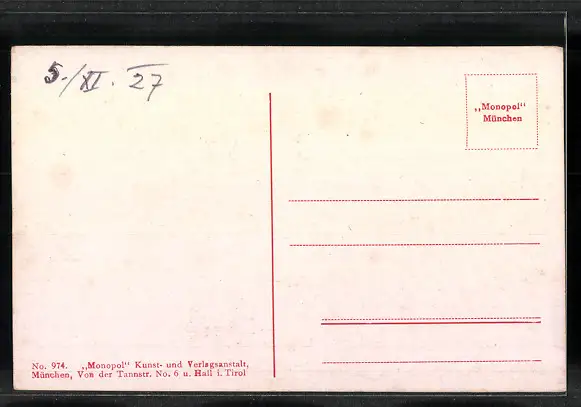 5./XI. 27
„Monopol“
München
No. 974. „Monopol“ Kunst- und Verlagsanstalt,
München, Von der Tannstr. No. 6 u. Hall i. Tirol